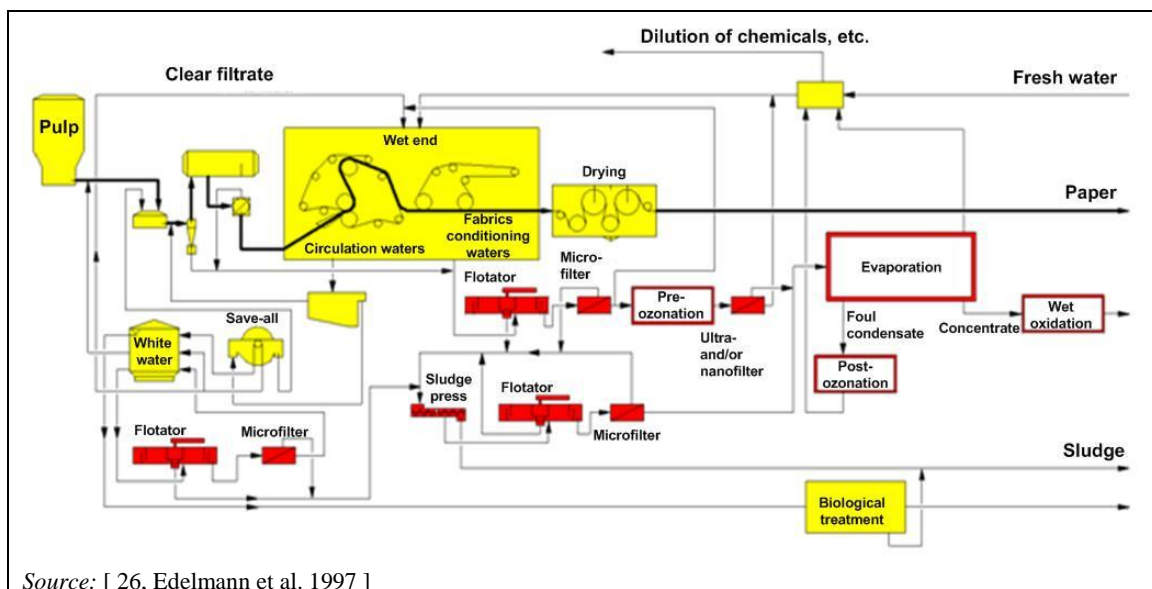 Dilution of chemicals, etc.
Clear filtrate
Fresh water
Pulp
Wet end
Drying
Paper
Circulation waters
Fabrics
conditioning
waters
Micro-
filter
Flotator
Evaporation
Pre-
ozonation
Foul
condensate
Concentrate
Wet
oxidation
Save-all
White
water
Ultra-
and/or
nanofilter
Post-
ozonation
Sludge
press
Flotator
Microfilter
Flotator
Microfilter
Sludge
Biological
treatment
Source: [ 26, Edelmann et al. 1997 ]